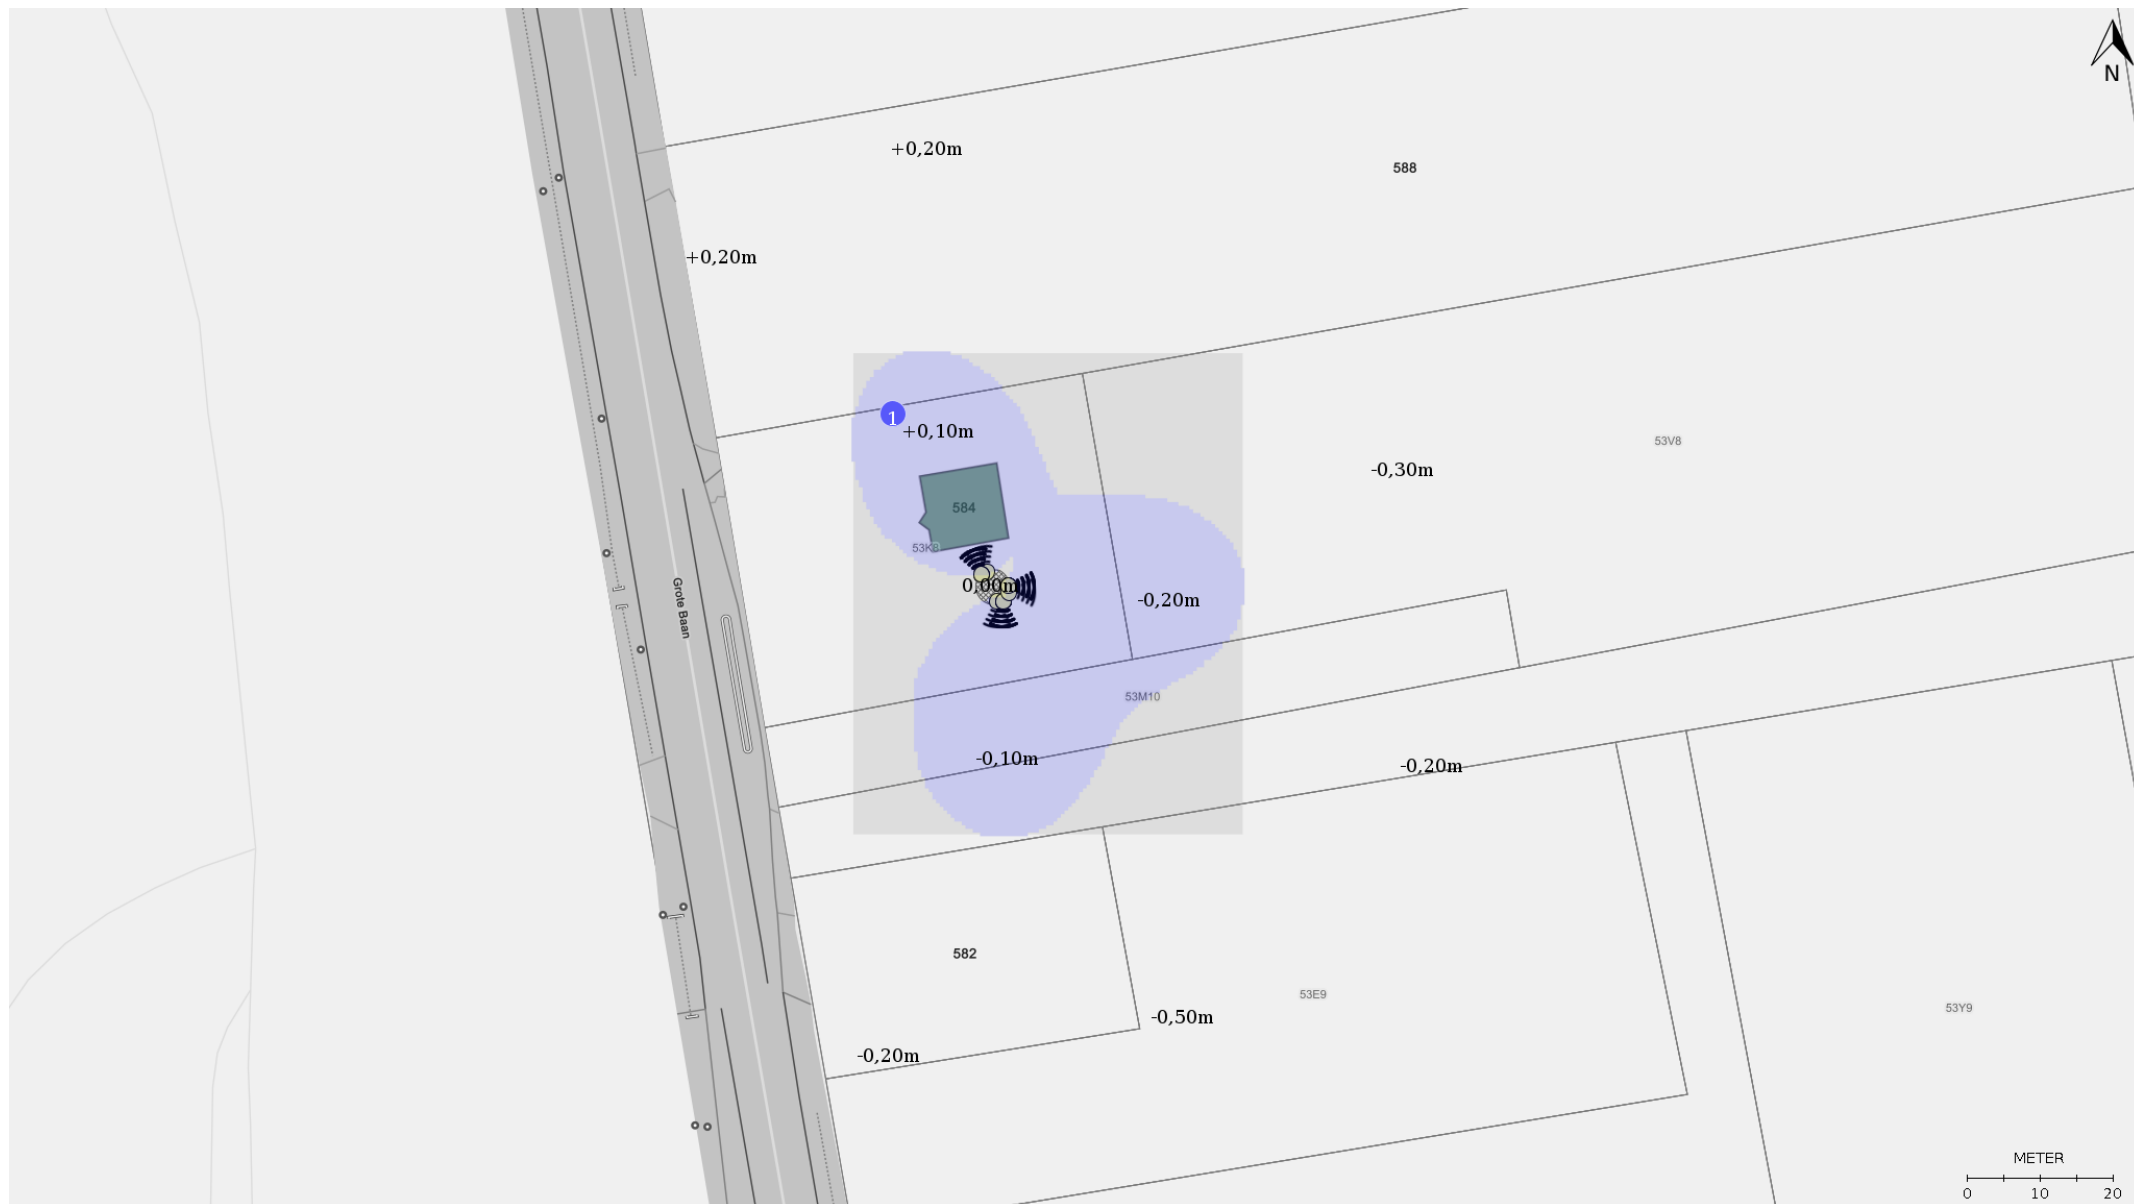 N
+0,20m
588
+0,20m
1
+0,10m
53V8
-0,30m
584
53K8
0,00m
-0,20m
Grote Baan
53M10
-0,10m
-0,20m
582
53E9
53Y9
-0,50m
-0,20m
METER
0 10 20